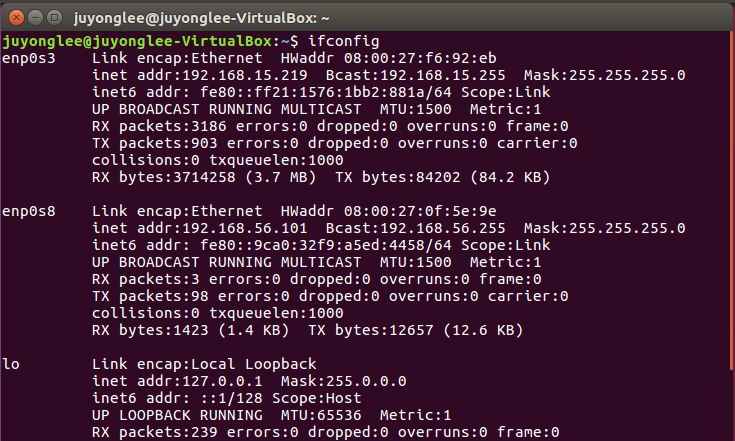 juyonglee@juyonglee-VirtualBox: ~
juyonglee@juyonglee-VirtualBox:~$ ifconfig
enp0s3    Link encap:Ethernet  HWaddr 08:00:27:f6:92:eb
          inet addr:192.168.15.219  Bcast:192.168.15.255  Mask:255.255.255.0
          inet6 addr: fe80::ff21:1576:1bb2:881a/64 Scope:Link
          UP BROADCAST RUNNING MULTICAST  MTU:1500  Metric:1
          RX packets:3186 errors:0 dropped:0 overruns:0 frame:0
          TX packets:903 errors:0 dropped:0 overruns:0 carrier:0
          collisions:0 txqueuelen:1000
          RX bytes:3714258 (3.7 MB)  TX bytes:84202 (84.2 KB)

enp0s8    Link encap:Ethernet  HWaddr 08:00:27:0f:5e:9e
          inet addr:192.168.56.101  Bcast:192.168.56.255  Mask:255.255.255.0
          inet6 addr: fe80::9ca0:32f9:a5ed:4458/64 Scope:Link
          UP BROADCAST RUNNING MULTICAST  MTU:1500  Metric:1
          RX packets:3 errors:0 dropped:0 overruns:0 frame:0
          TX packets:98 errors:0 dropped:0 overruns:0 carrier:0
          collisions:0 txqueuelen:1000
          RX bytes:1423 (1.4 KB)  TX bytes:12657 (12.6 KB)

lo        Link encap:Local Loopback
          inet addr:127.0.0.1  Mask:255.0.0.0
          inet6 addr: ::1/128 Scope:Host
          UP LOOPBACK RUNNING  MTU:65536  Metric:1
          RX packets:239 errors:0 dropped:0 overruns:0 frame:0